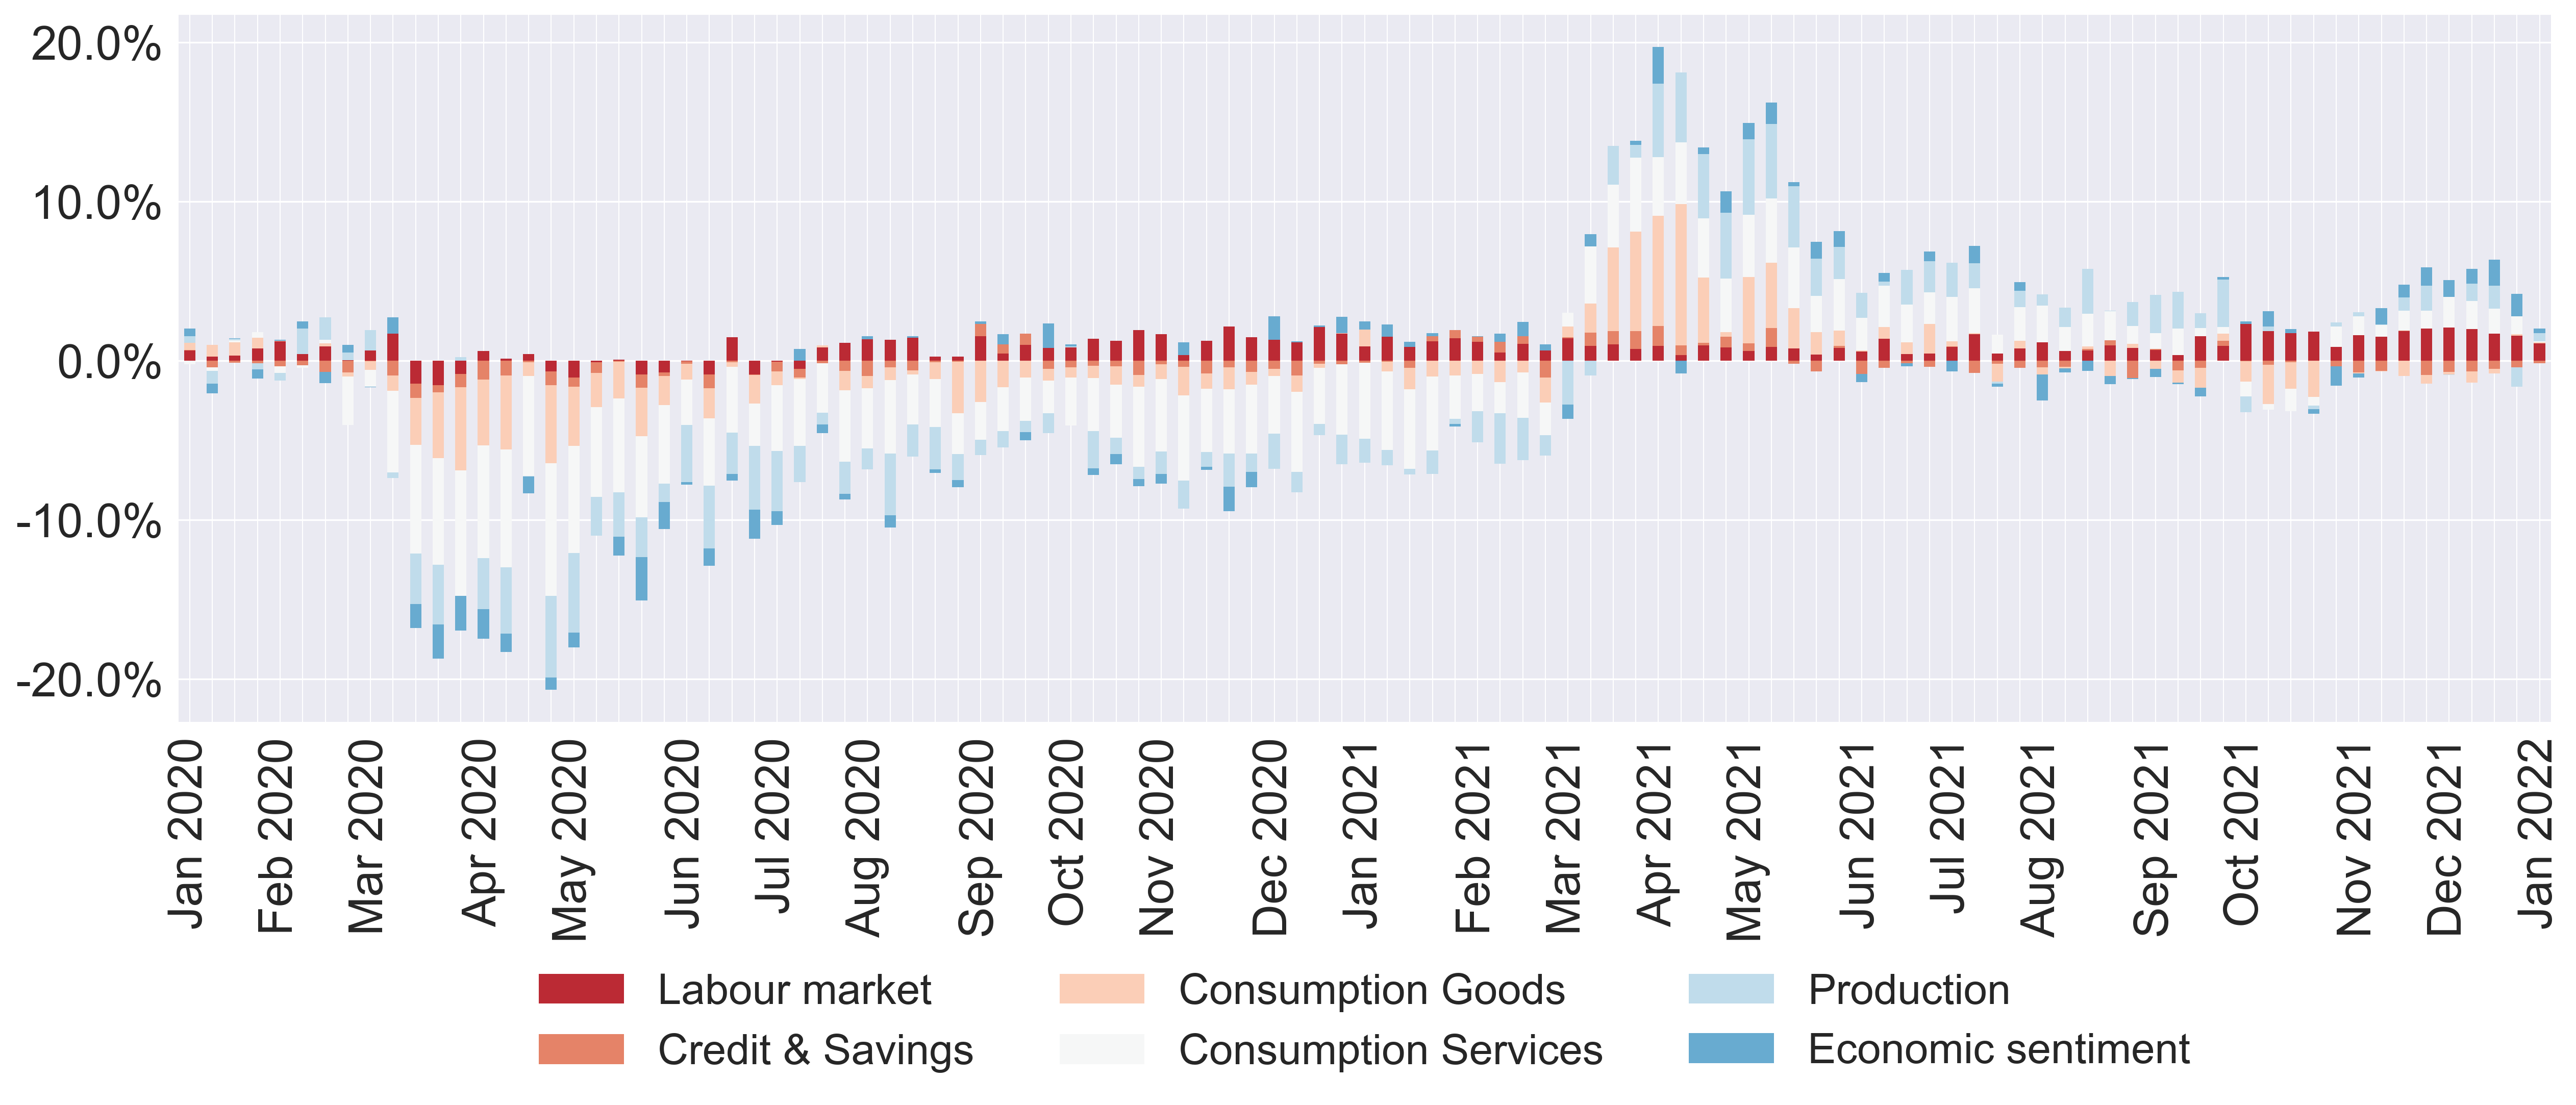 20.0%
10.0%
0.0%
-10.0%
-20.0%
Jan 2020
Feb 2020
Mar 2020
Apr 2020
May 2020
Jun 2020
Jul 2020
Aug 2020
Sep 2020
Oct 2020
Nov 2020
Dec 2020
Jan 2021
Feb 2021
Mar 2021
Apr 2021
May 2021
Jun 2021
Jul 2021
Aug 2021
Sep 2021
Oct 2021
Nov 2021
Dec 2021
Jan 2022
Labour market
Credit & Savings
Consumption Goods
Consumption Services
Production
Economic sentiment